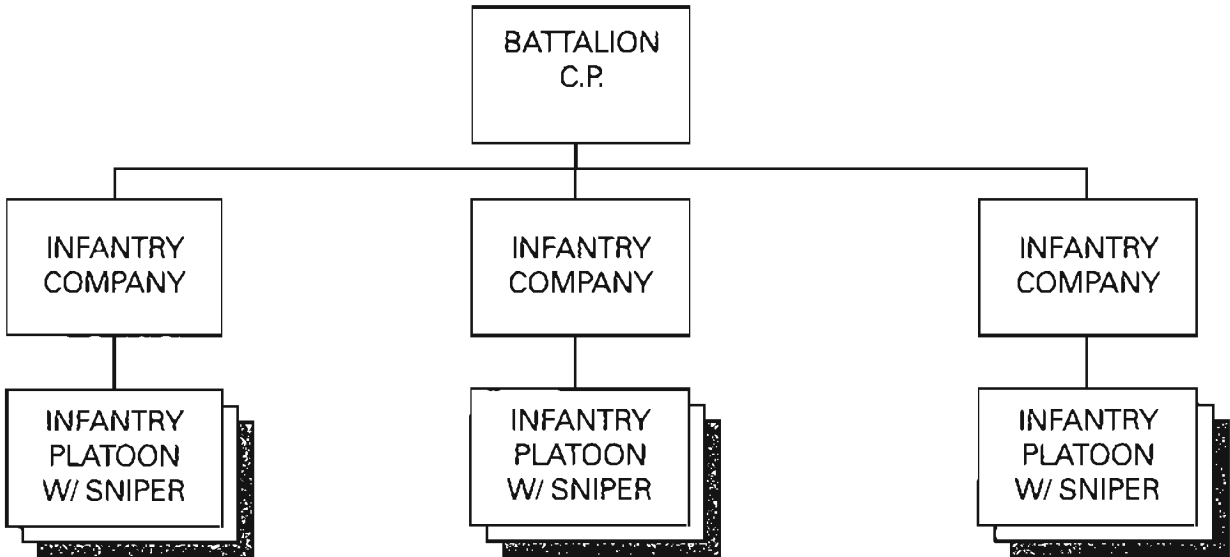 BATTALION
C.P.
INFANTRY
COMPANY
INFANTRY
COMPANY
INFANTRY
COMPANY
INFANTRY
PLATOON
W/ SNIPER
INFANTRY
PLATOON
W/ SNIPER
INFANTRY
PLATOON
W/ SNIPER